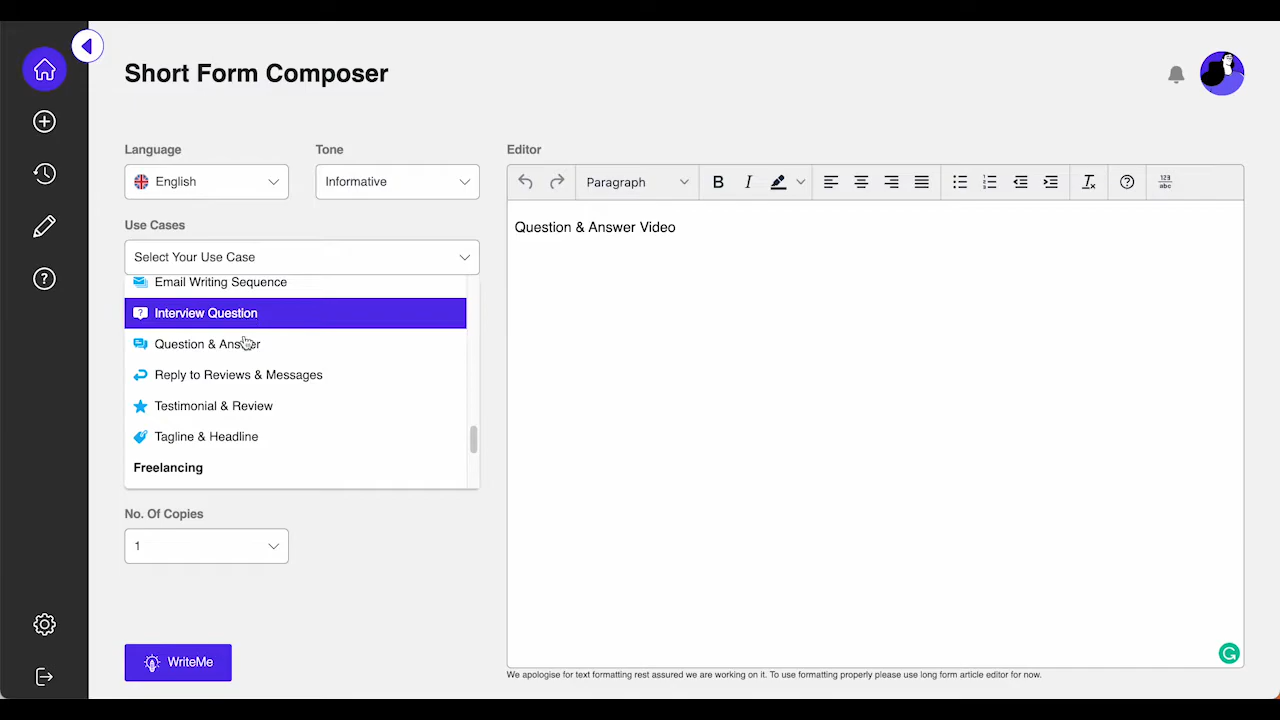 Short Form Composer
Language
Tone
Editor
English
Informative
Paragraph
B
I
123
abc
Use Cases
Question & Answer Video
Select Your Use Case
Email Writing Sequence
Interview Question
Question & Answer
Reply to Reviews & Messages
Testimonial & Review
Tagline & Headline
Freelancing
No. Of Copies
1
WriteMe
We apologise for text formatting rest assured we are working on it. To use formatting properly please use long form article editor for now.